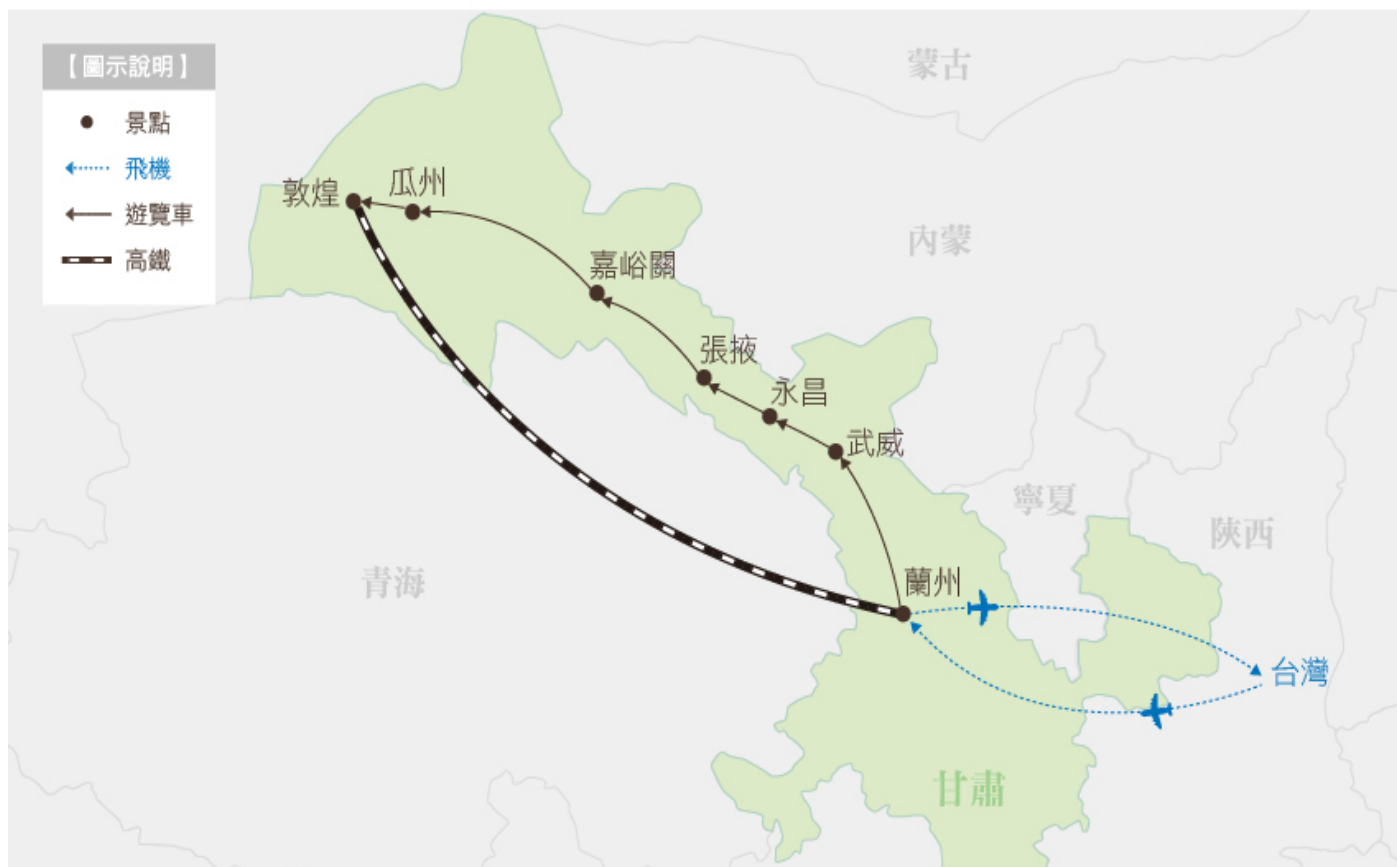 【圖示說明】
景點
飛機
遊覽車
高鐵
蒙古
內蒙
敦煌
瓜州
嘉峪關
張掖
永昌
武威
寧夏
陝西
青海
蘭州
台灣
甘肅